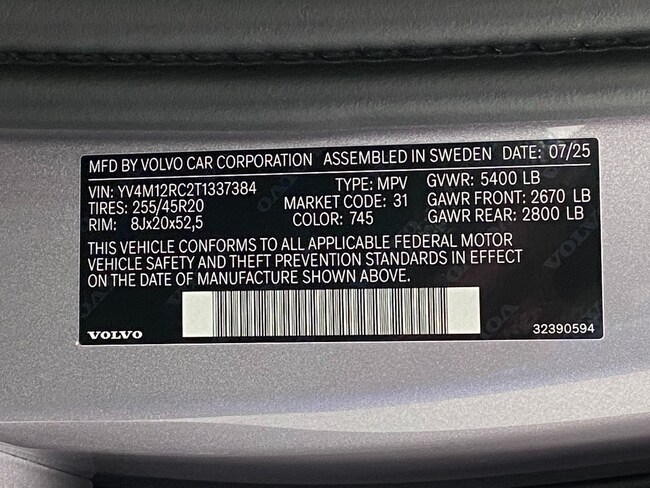 MFD BY VOLVO CAR CORPORATION ASSEMBLED IN SWEDEN DATE: 07/25
VIN: YV4M12RC2T1337384 TYPE: MPV GVWR: 5400 LB
TIRES: 255/45R20 MARKET CODE: 31 GAWR FRONT: 2670 LB
RIM: 8Jx20x52,5 COLOR: 745 GAWR REAR: 2800 LB
THIS VEHICLE CONFORMS TO ALL APPLICABLE FEDERAL MOTOR
VEHICLE SAFETY AND THEFT PREVENTION STANDARDS IN EFFECT
ON THE DATE OF MANUFACTURE SHOWN ABOVE.
VOLVO 32390594